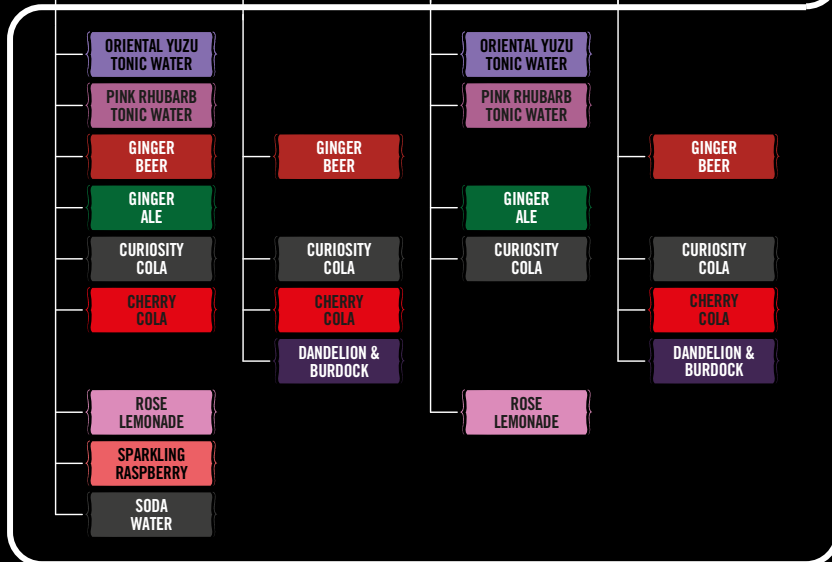 ORIENTAL YUZU
TONIC WATER
PINK RHUBARB
TONIC WATER
GINGER
BEER
GINGER
ALE
CURIOSITY
COLA
CHERRY
COLA
ROSE
LEMONADE
SPARKLING
RASPBERRY
SODA
WATER
GINGER
BEER
CURIOSITY
COLA
CHERRY
COLA
DANDELION &
BURDOCK
ORIENTAL YUZU
TONIC WATER
PINK RHUBARB
TONIC WATER
GINGER
ALE
CURIOSITY
COLA
ROSE
LEMONADE
GINGER
BEER
CURIOSITY
COLA
CHERRY
COLA
DANDELION &
BURDOCK